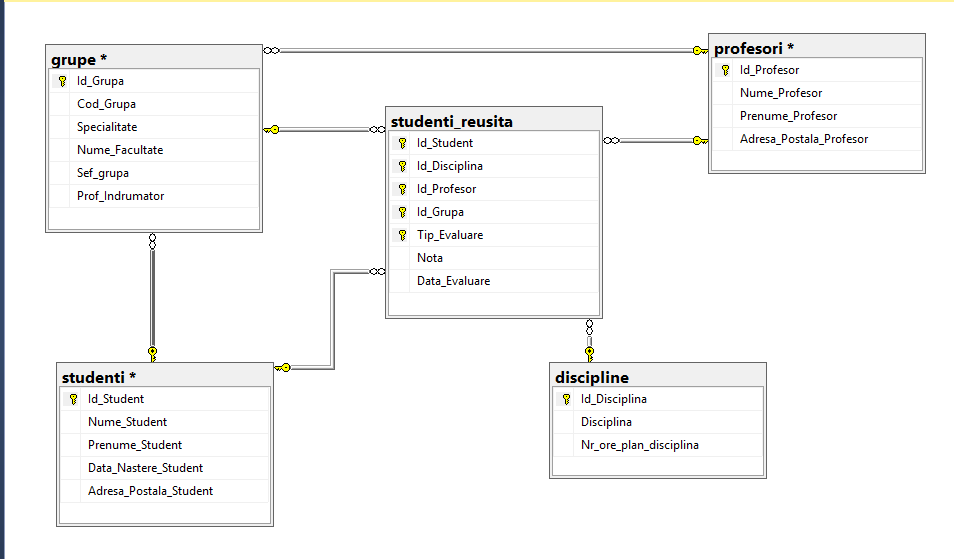 grupe *
Id_Grupa
Cod_Grupa
Specialitate
Nume_Facultate
Sef_grupa
Prof_Indrumator
profesori *
Id_Profesor
Nume_Profesor
Prenume_Profesor
Adresa_Postala_Profesor
studenti_reusita
Id_Student
Id_Disciplina
Id_Profesor
Id_Grupa
Tip_Evaluare
Nota
Data_Evaluare
studenti *
Id_Student
Nume_Student
Prenume_Student
Data_Nastere_Student
Adresa_Postala_Student
discipline
Id_Disciplina
Disciplina
Nr_ore_plan_disciplina